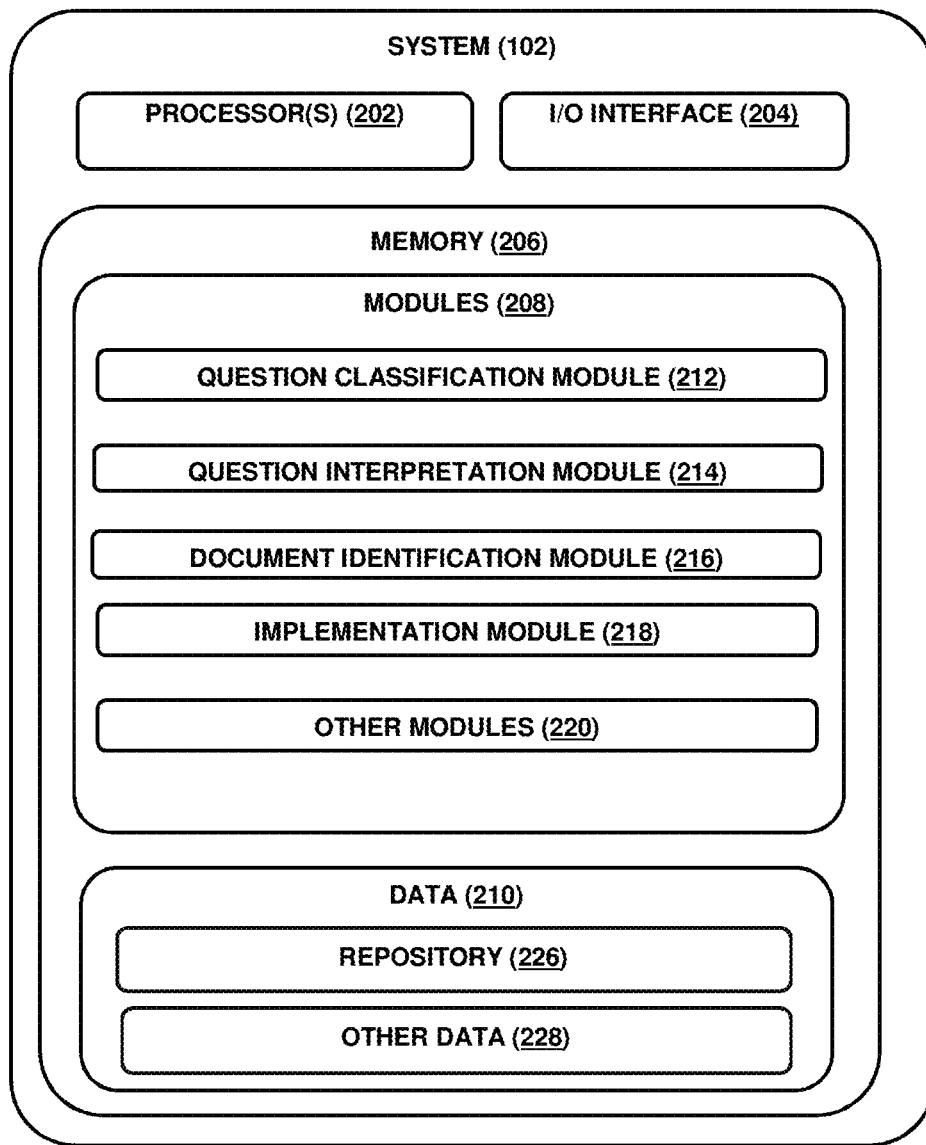 SYSTEM (102)
PROCESSOR(S) (202)
I/O INTERFACE (204)
MEMORY (206)
MODULES (208)
QUESTION CLASSIFICATION MODULE (212)
QUESTION INTERPRETATION MODULE (214)
DOCUMENT IDENTIFICATION MODULE (216)
IMPLEMENTATION MODULE (218)
OTHER MODULES (220)
DATA (210)
REPOSITORY (226)
OTHER DATA (228)